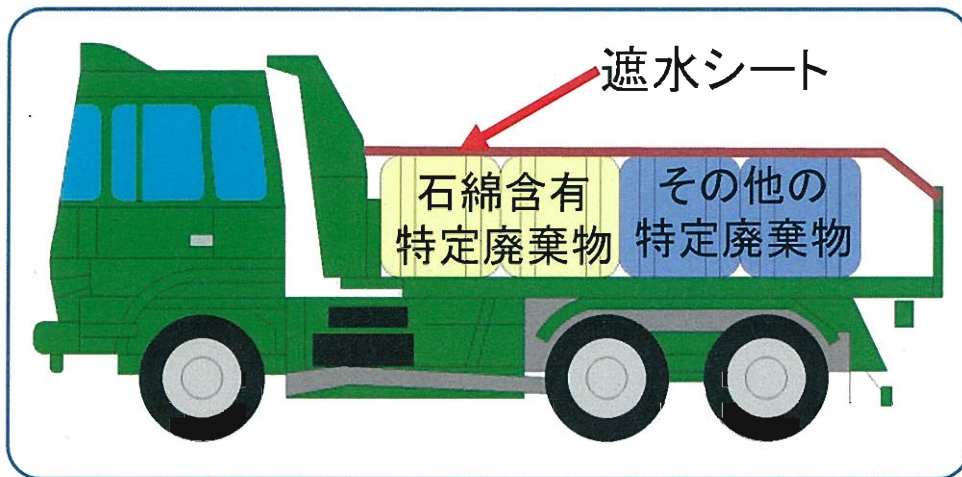 遮水シート
石綿含有
特定廃棄物
その他の
特定廃棄物